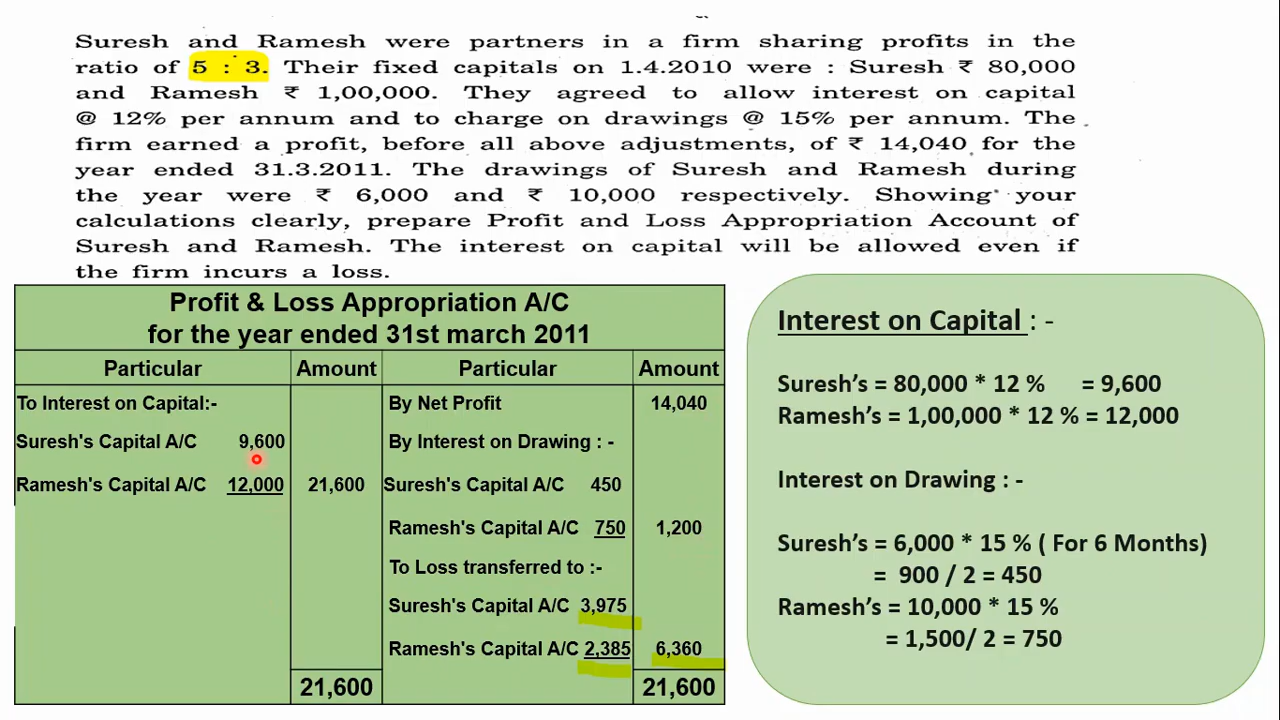 Suresh and Ramesh were partners in a firm sharing profits in the
ratio of 5 : 3. Their fixed capitals on 1.4.2010 were : Suresh ₹ 80,000
and Ramesh ₹ 1,00,000. They agreed to allow interest on capital
@ 12% per annum and to charge on drawings @ 15% per annum. The
firm earned a profit, before all above adjustments, of ₹ 14,040 for the
year ended 31.3.2011. The drawings of Suresh and Ramesh during
the year were ₹ 6,000 and ₹ 10,000 respectively. Showing your
calculations clearly, prepare Profit and Loss Appropriation Account of
Suresh and Ramesh. The interest on capital will be allowed even if
the firm incurs a loss.
Profit & Loss Appropriation A/C
for the year ended 31st march 2011
Particular Amount Particular Amount
To Interest on Capital:- By Net Profit 14,040
Suresh's Capital A/C 9,600 By Interest on Drawing : -
Ramesh's Capital A/C 12,000 21,600 Suresh's Capital A/C 450
Ramesh's Capital A/C 750 1,200
To Loss transferred to :-
Suresh's Capital A/C 3,975
Ramesh's Capital A/C 2,385 6,360
21,600 21,600
Interest on Capital : -
Suresh’s = 80,000 * 12 % = 9,600
Ramesh’s = 1,00,000 * 12 % = 12,000
Interest on Drawing : -
Suresh’s = 6,000 * 15 % ( For 6 Months)
= 900 / 2 = 450
Ramesh’s = 10,000 * 15 %
= 1,500/ 2 = 750